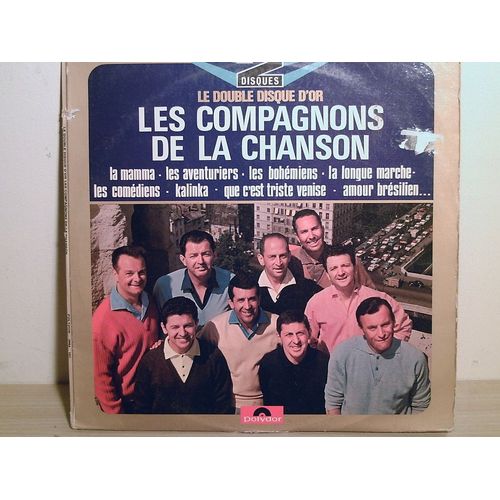 2 DISQUES
LE DOUBLE DISQUE D'OR
LES COMPAGNONS
DE LA CHANSON
la mamma · les aventuriers · les bohémiens · la longue marche ·
les comédiens · kalinka · que c'est triste venise · amour brésilien...
Polydor